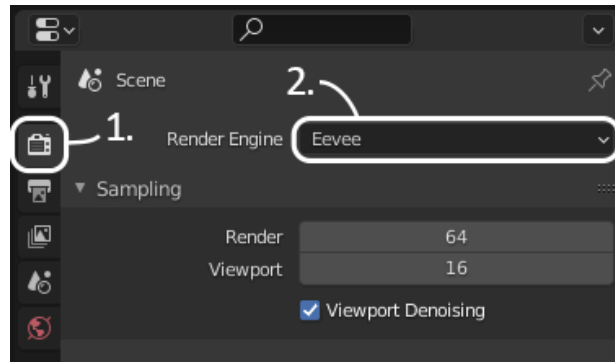 Scene
2.
1.
Render Engine Eevee
Sampling
Render 64
Viewport 16
Viewport Denoising